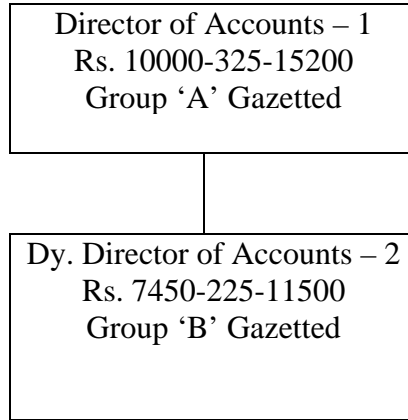 Director of Accounts – 1
Rs. 10000-325-15200
Group ‘A’ Gazetted
Dy. Director of Accounts – 2
Rs. 7450-225-11500
Group ‘B’ Gazetted